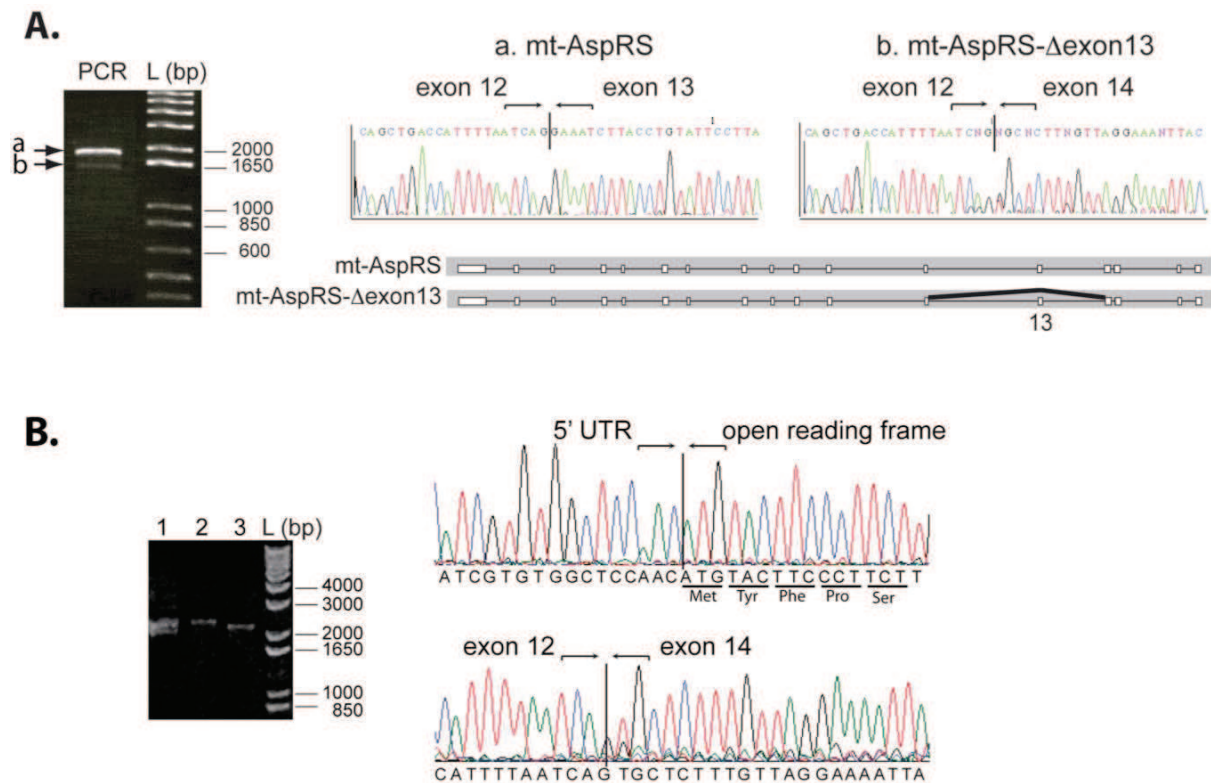 A.
PCR L (bp)
a
b
2000
1650
1000
850
600
a. mt-AspRS
exon 12 exon 13
CAGCTGACCATTTTAATCAGGAAATCTTACCTGTATTCCTTA
1
b. mt-AspRS-Δexon13
exon 12 exon 14
CAGCTGACCATTTTAATCNGNGCNCTTNGTTAGGAAANTTAC
1
mt-AspRS
mt-AspRS-Δexon13
13
B.
1 2 3 L (bp)
4000
3000
2000
1650
1000
850
5' UTR open reading frame
ATCGTGTGGCTCCAACATGTACTTCCCTTCTT
Met Tyr Phe Pro Ser
exon 12 exon 14
CATTTTAATCAGTGCTCTTTGTTAGGAAAATTA